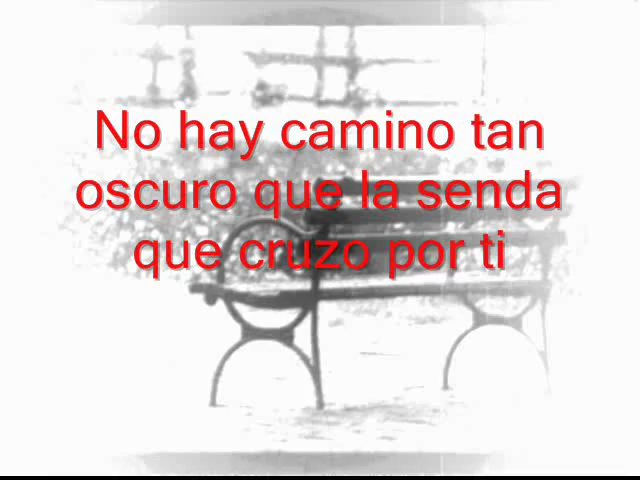 No hay camino tan
oscuro que la senda
que cruzo por ti